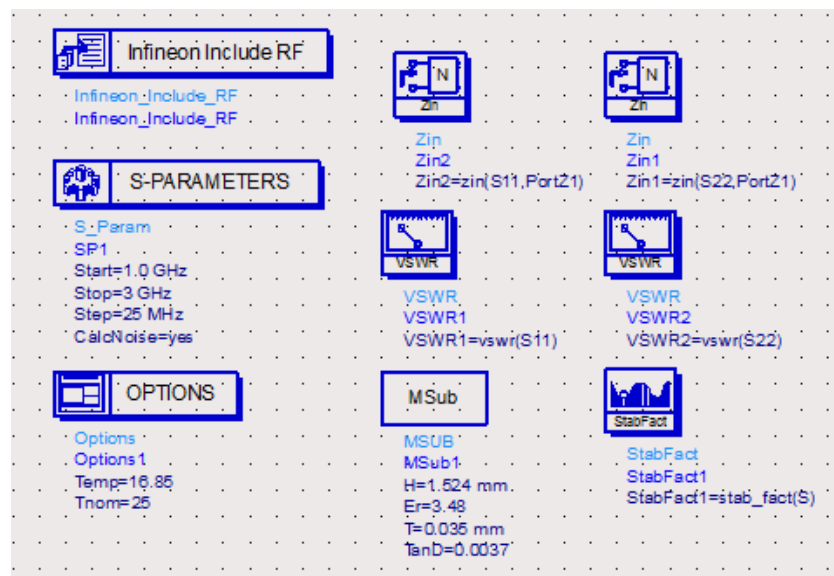 Infineon Include RF
Infineon_Include_RF
Infineon_Include_RF
N
Zin
Zin
Zin2
Zin2=zin(S11,PortZ1)
N
Zin
Zin
Zin1
Zin1=zin(S22,PortZ1)
S-PARAMETERS
S_Param
SP1
Start=1.0 GHz
Stop=3 GHz
Step=25 MHz
CalcNoise=yes
VSWR
VSWR
VSWR1
VSWR1=vswr(S11)
VSWR
VSWR
VSWR2
VSWR2=vswr(S22)
OPTIONS
Options
Options1
Temp=16.85
Tnom=25
MSub
MSUB
MSub1
H=1.524 mm
Er=3.48
T=0.035 mm
TanD=0.0037
StabFact
StabFact
StabFact1
StabFact1=stab_fact(S)